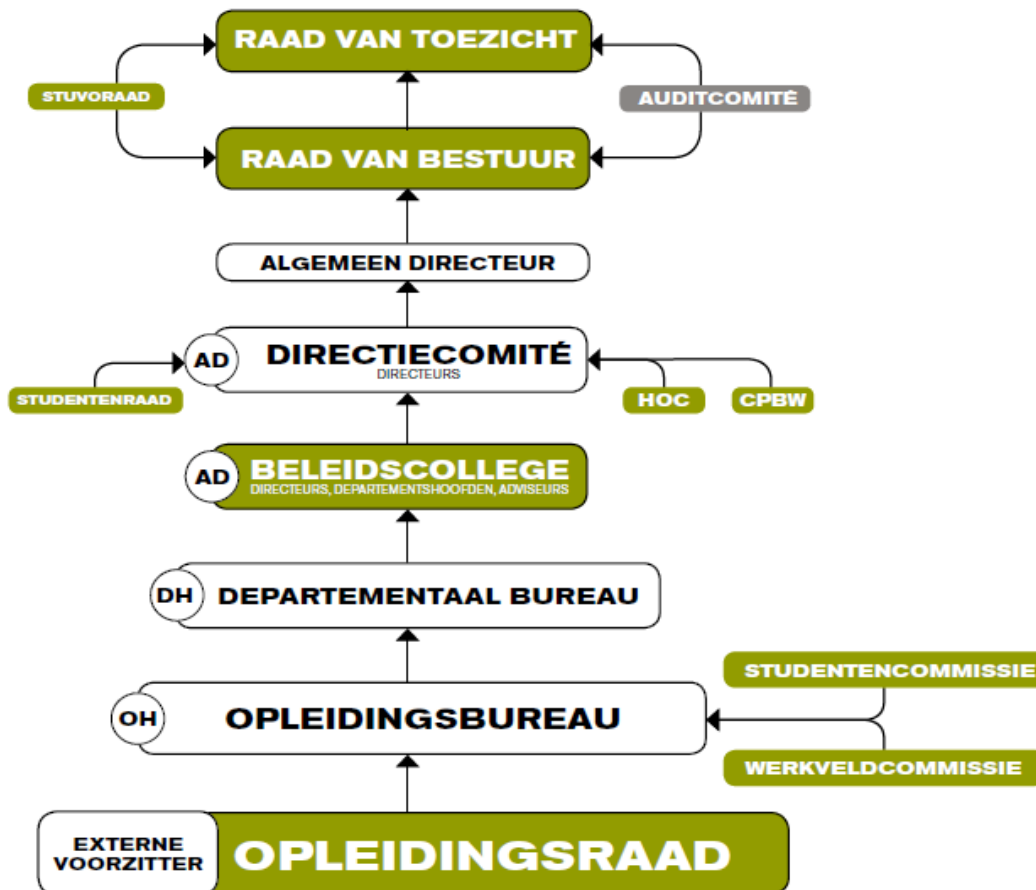 RAAD VAN TOEZICHT
STUVORAAD
AUDITCOMITÉ
RAAD VAN BESTUUR
ALGEMEEN DIRECTEUR
AD
DIRECTIECOMITÉ
DIRECTEURS
STUDENTENRAAD
HOC
CPBW
AD
BELEIDSCOLLEGE
DIRECTEURS, DEPARTEMENTSHOOFDEN, ADVISEURS
DH
DEPARTEMENTAAL BUREAU
STUDENTENCOMMISSIE
OH
OPLEIDINGSBUREAU
WERKVELDCOMMISSIE
EXTERNE
VOORZITTER
OPLEIDINGSRAAD